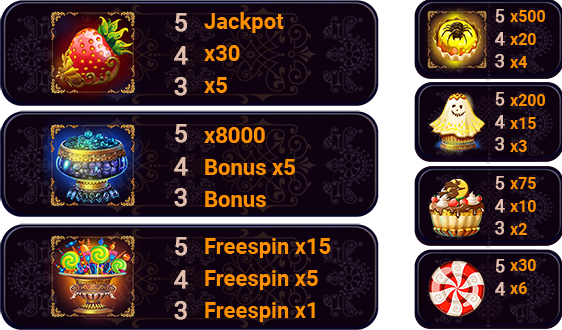 5 Jackpot
4 x30
3 x5
5 x8000
4 Bonus x5
3 Bonus
5 Freespin x15
4 Freespin x5
3 Freespin x1
5 x500
4 x20
3 x4
5 x200
4 x15
3 x3
5 x75
4 x10
3 x2
5 x30
4 x6